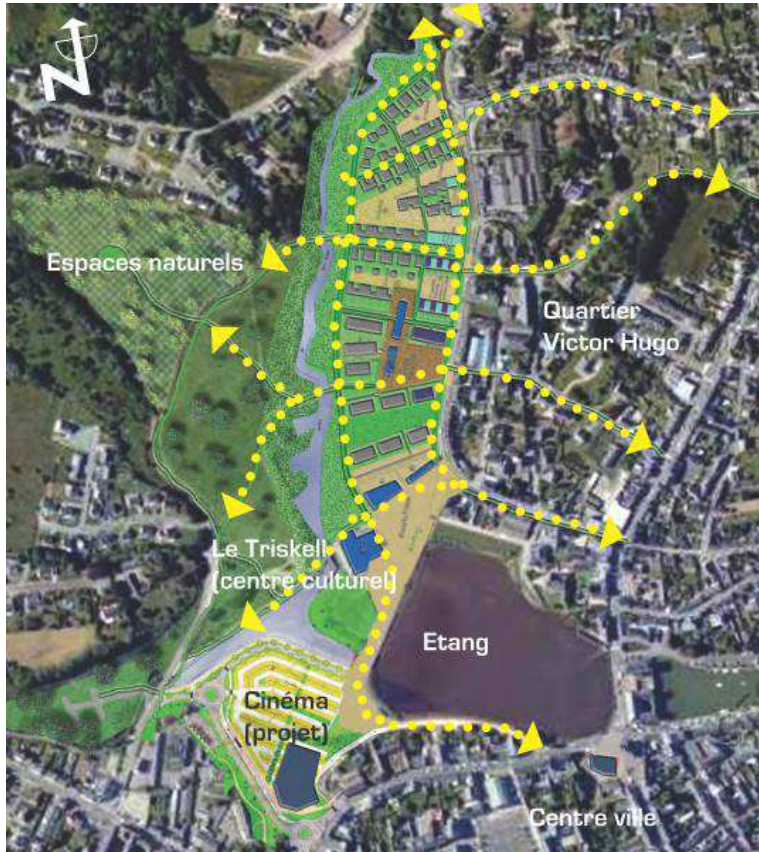 N
Espaces naturels
Quartier
Victor Hugo
Le Triskell
(centre culturel)
Etang
Cinéma
(projet)
Centre ville